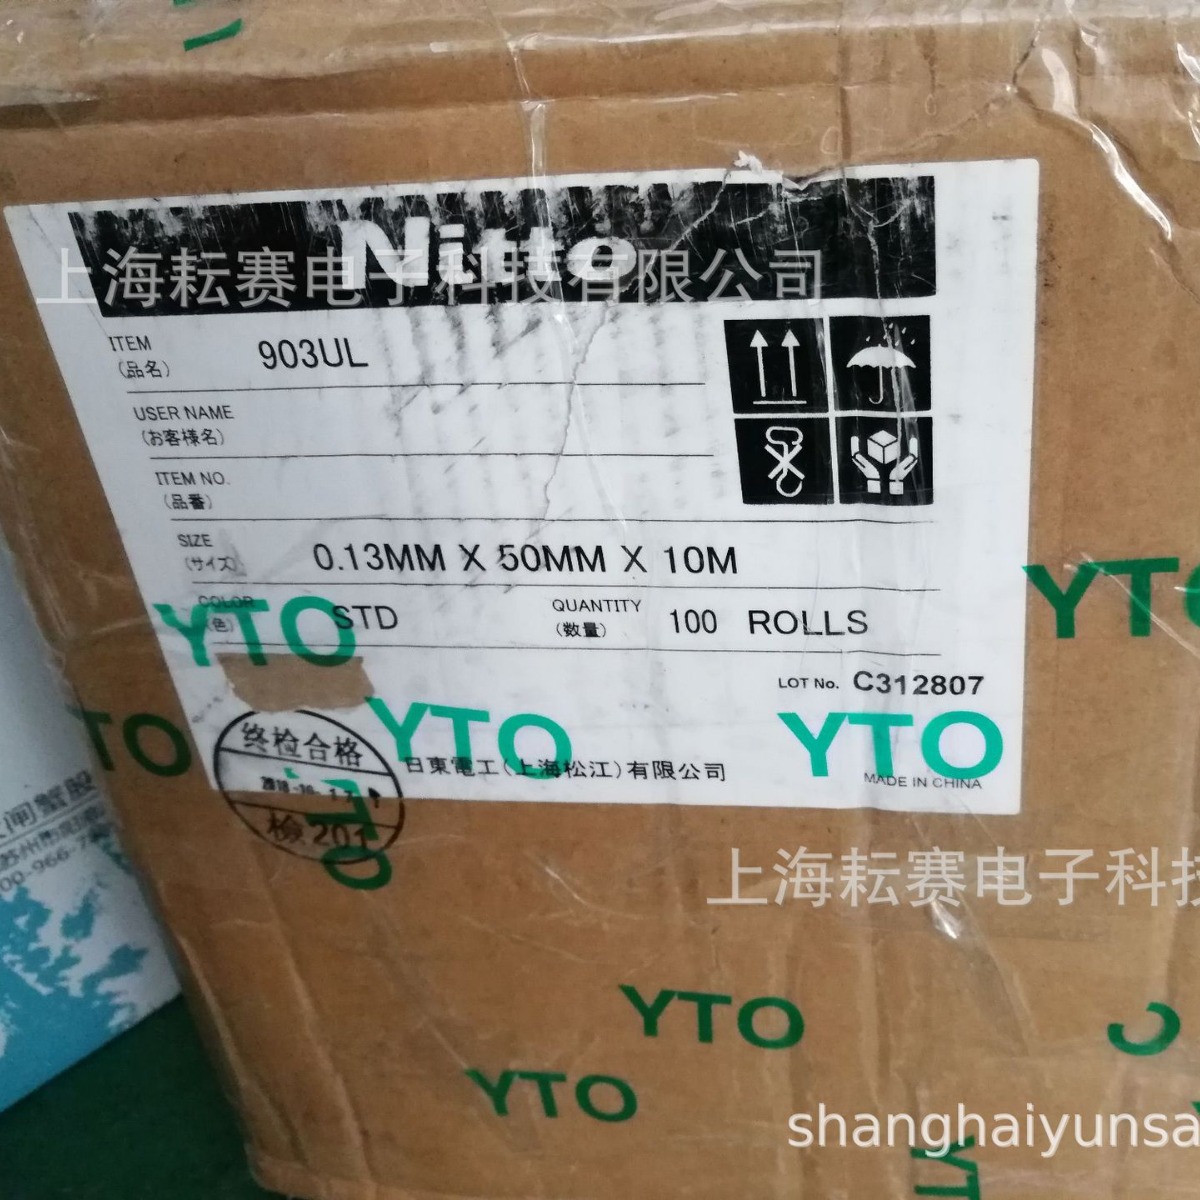 Nitto
上海耘赛电子科技有限公司
ITEM
(品名)
903UL
USER NAME
(お客様名)
ITEM NO.
(品番)
SIZE
(サイズ)
0.13MM X 50MM X 10M
COLOR
(色)
STD
QUANTITY
(数量)
100 ROLLS
LOT No. C312807
YTO
YTO
YTO
YTO
YTO
终检合格
検201
日東電工(上海松江)有限公司
MADE IN CHINA
上海耘赛电子科技
YTO
YTO
shanghaiyunsa